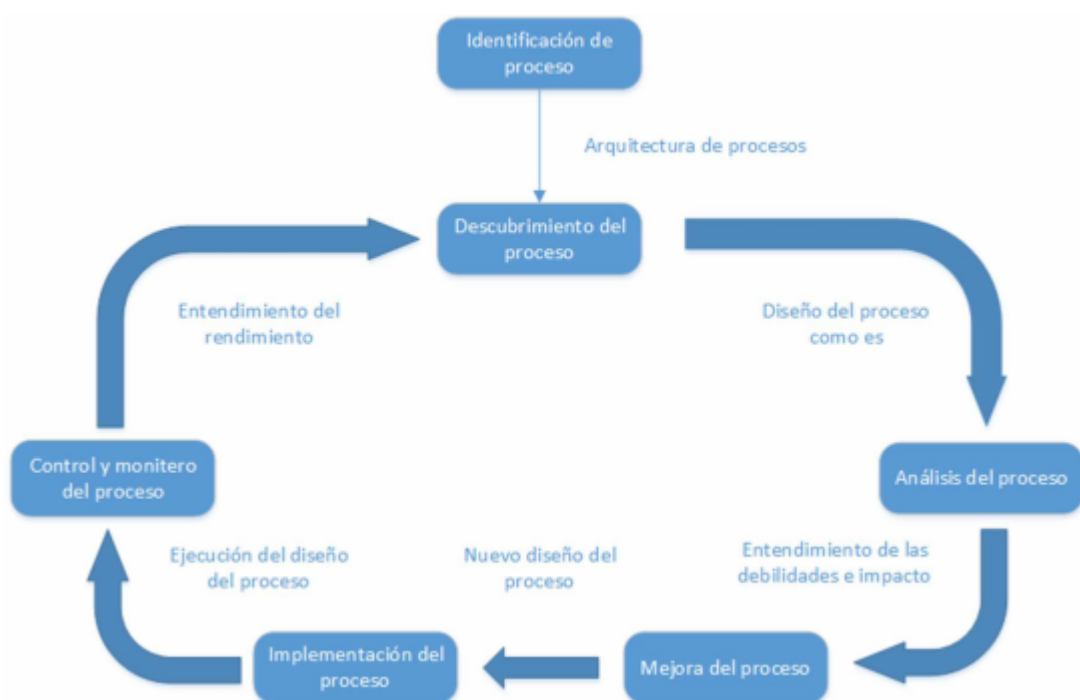 Identificación de
proceso
Arquitectura de procesos
Descubrimiento del
proceso
Entendimiento del
rendimiento
Diseño del proceso
como es
Control y monitero
del proceso
Análisis del proceso
Ejecución del diseño
del proceso
Nuevo diseño del
proceso
Entendimiento de las
debilidades e impacto
Implementación del
proceso
Mejora del proceso